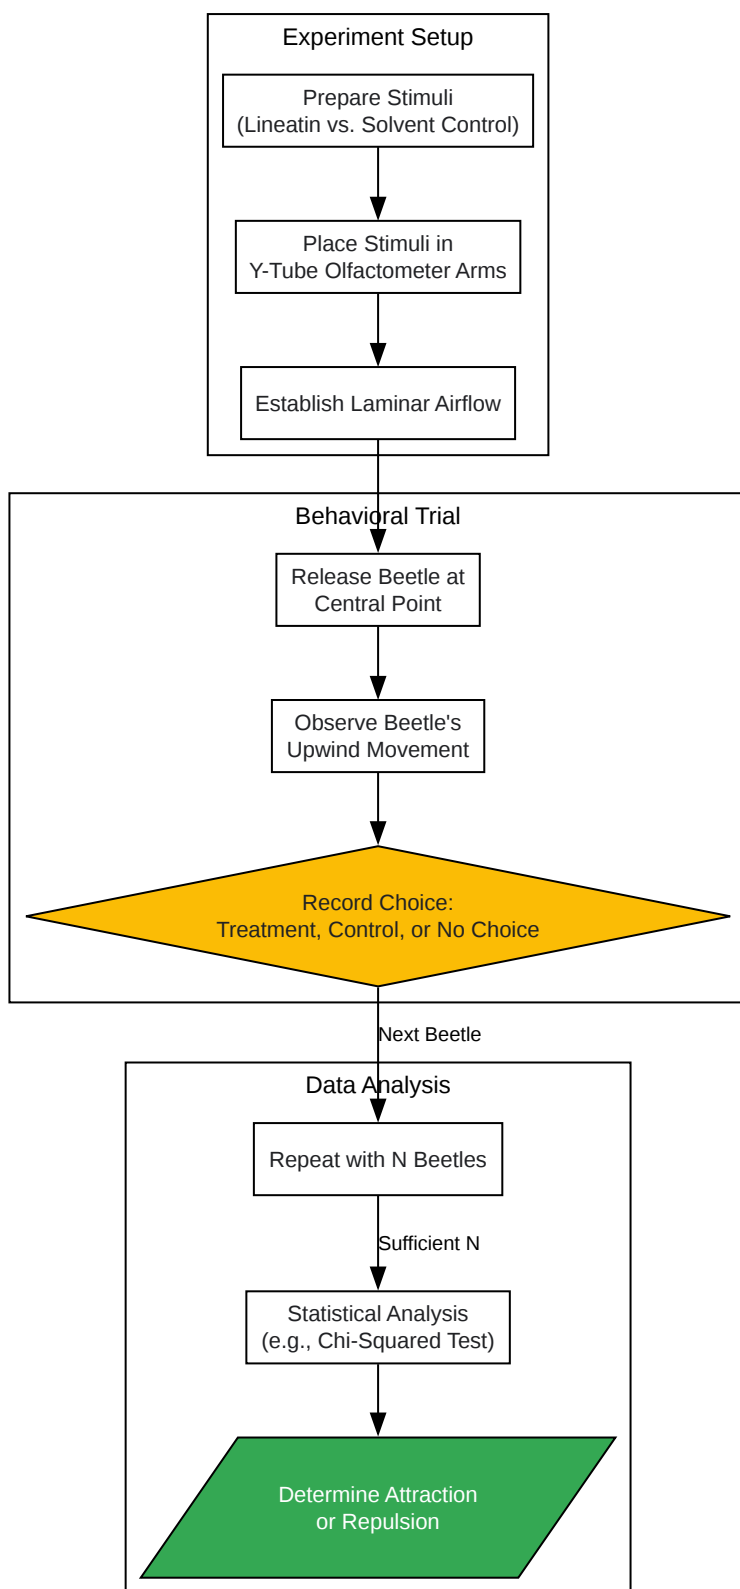 Experiment Setup
Prepare Stimuli
(Lineatin vs. Solvent Control)
Place Stimuli in
Y-Tube Olfactometer Arms
Establish Laminar Airflow
Behavioral Trial
Release Beetle at
Central Point
Observe Beetle's
Upwind Movement
Record Choice:
Treatment, Control, or No Choice
Next Beetle
Data Analysis
Repeat with N Beetles
Sufficient N
Statistical Analysis
(e.g., Chi-Squared Test)
Determine Attraction
or Repulsion